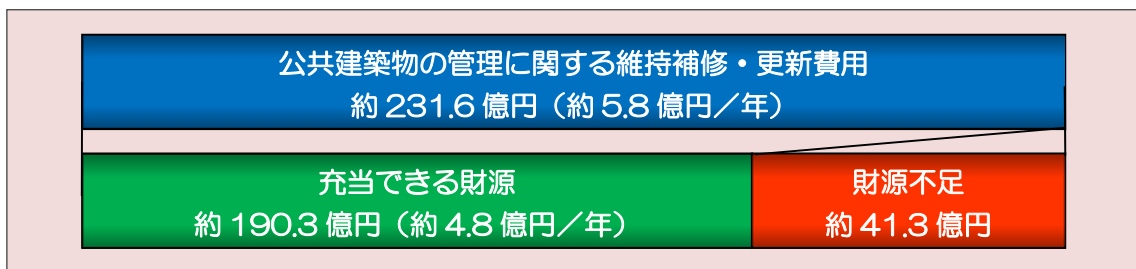 公共建築物の管理に関する維持補修・更新費用
約 231.6 億円（約 5.8 億円／年）
充当できる財源
約 190.3 億円（約 4.8 億円／年）
財源不足
約 41.3 億円